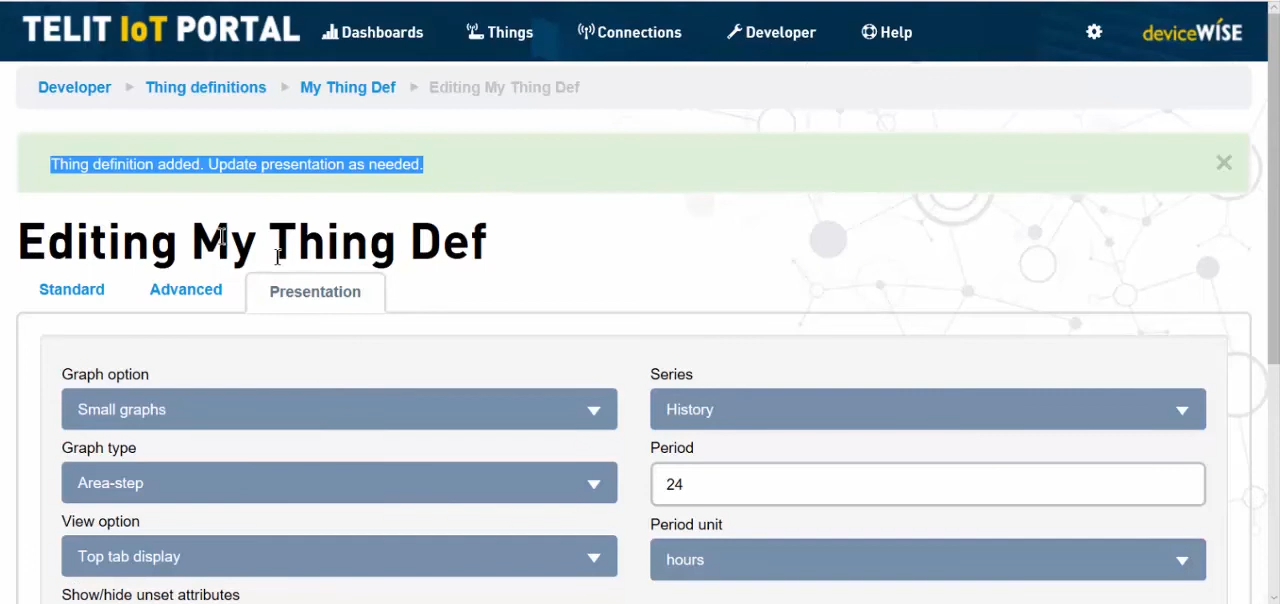 TELIT IoT PORTAL Dashboards Things Connections Developer Help deviceWISE
Developer Thing definitions My Thing Def Editing My Thing Def
Thing definition added. Update presentation as needed.
Editing My Thing Def
Standard Advanced Presentation
Graph option
Small graphs
Series
History
Graph type
Area-step
Period
24
View option
Top tab display
Period unit
hours
Show/hide unset attributes